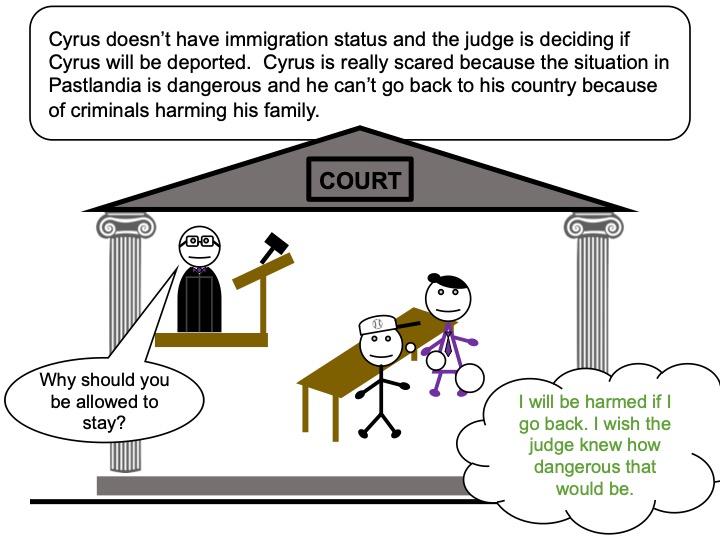 Cyrus doesn’t have immigration status and the judge is deciding if
Cyrus will be deported.  Cyrus is really scared because the situation in
Pastlandia is dangerous and he can’t go back to his country because
of criminals harming his family.
COURT
Why should you
be allowed to
stay?
I will be harmed if I
go back. I wish the
judge knew how
dangerous that
would be.